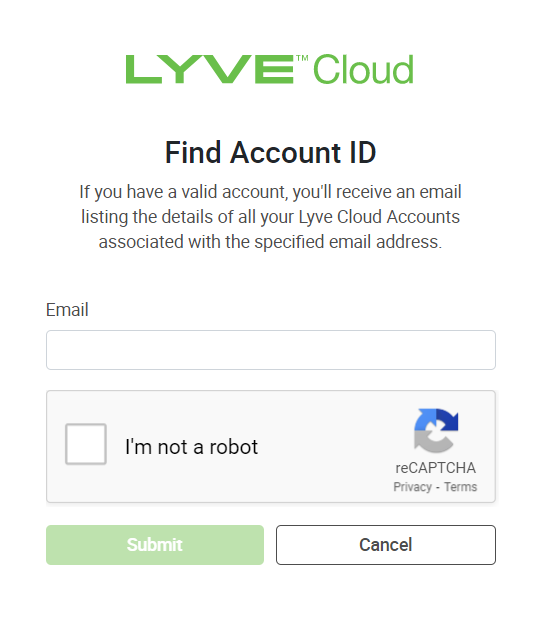 LYVE™ Cloud
Find Account ID
If you have a valid account, you'll receive an email
listing the details of all your Lyve Cloud Accounts
associated with the specified email address.
Email
I'm not a robot
reCAPTCHA
Privacy - Terms
Submit
Cancel